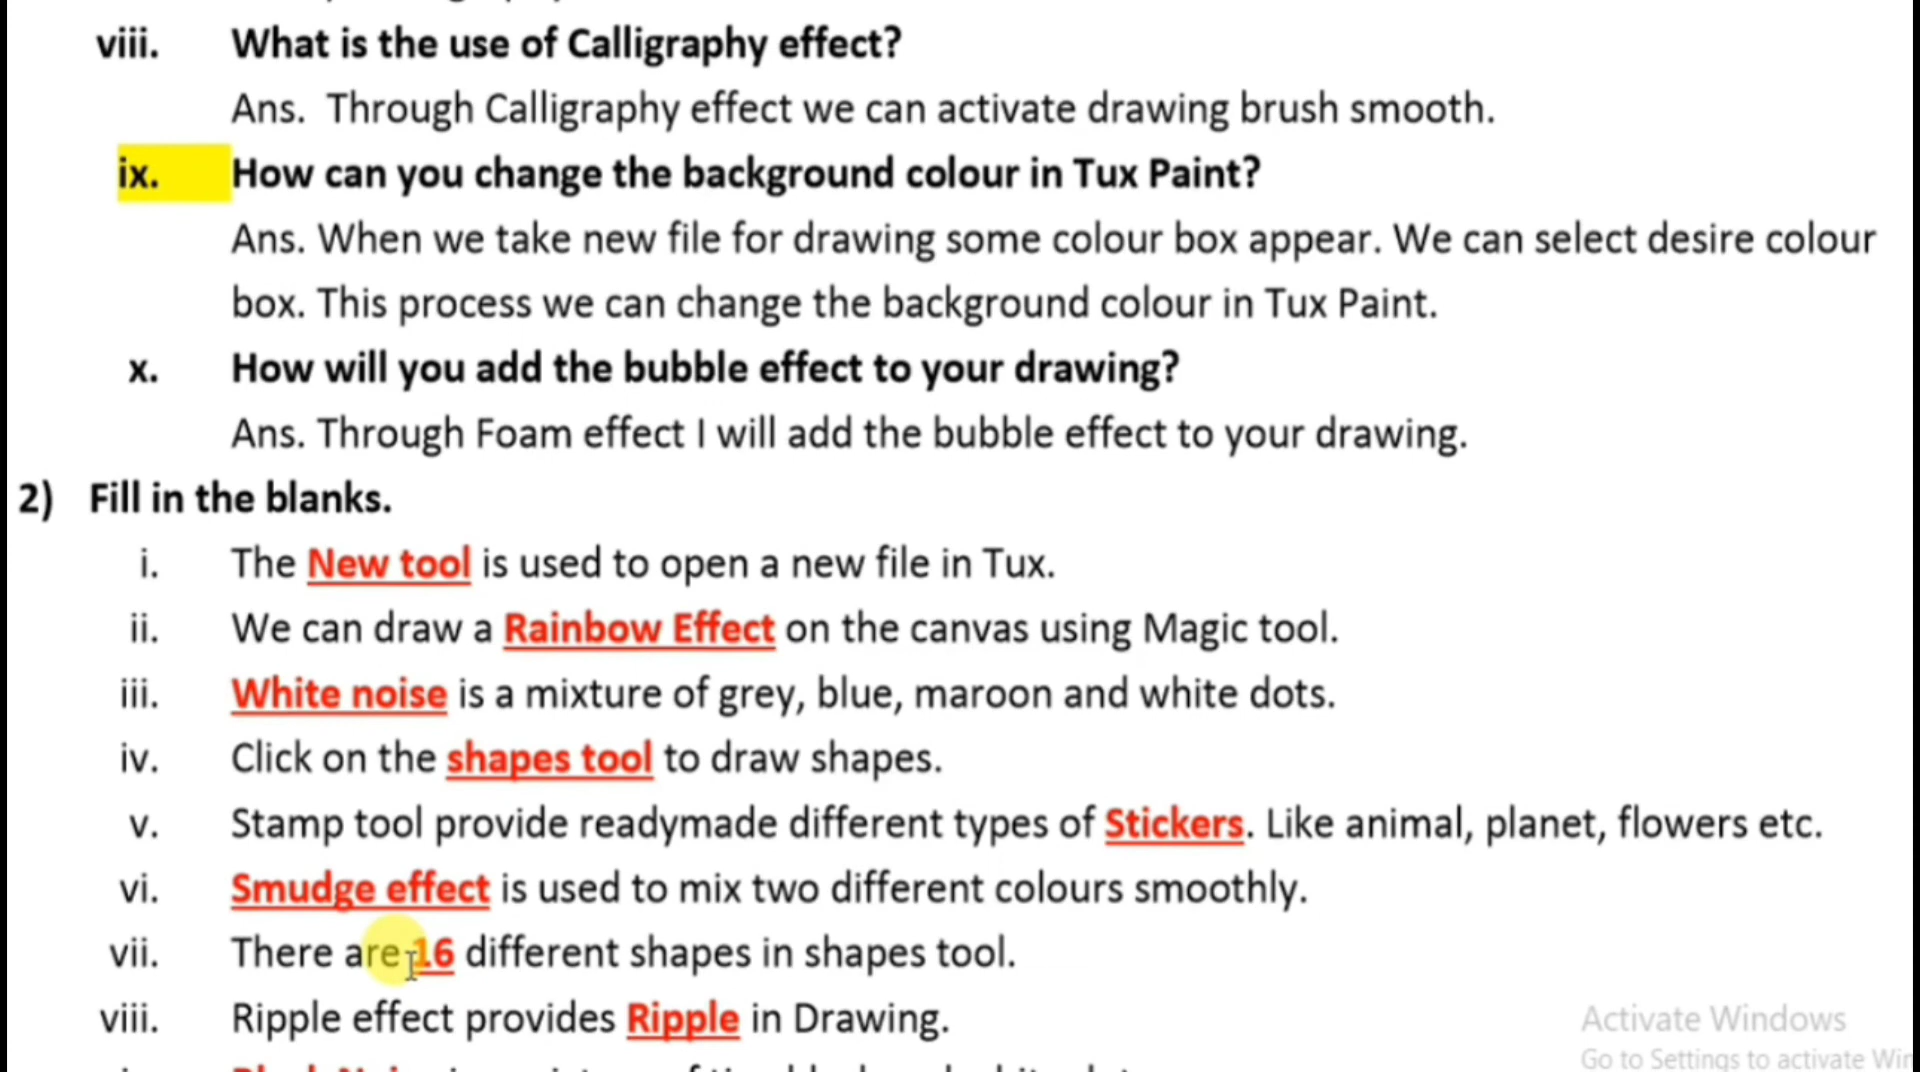 viii. What is the use of Calligraphy effect?
Ans. Through Calligraphy effect we can activate drawing brush smooth.
ix. How can you change the background colour in Tux Paint?
Ans. When we take new file for drawing some colour box appear. We can select desire colour
box. This process we can change the background colour in Tux Paint.
x. How will you add the bubble effect to your drawing?
Ans. Through Foam effect I will add the bubble effect to your drawing.
2) Fill in the blanks.
i. The New tool is used to open a new file in Tux.
ii. We can draw a Rainbow Effect on the canvas using Magic tool.
iii. White noise is a mixture of grey, blue, maroon and white dots.
iv. Click on the shapes tool to draw shapes.
v. Stamp tool provide readymade different types of Stickers. Like animal, planet, flowers etc.
vi. Smudge effect is used to mix two different colours smoothly.
vii. There are 16 different shapes in shapes tool.
viii. Ripple effect provides Ripple in Drawing.
Activate Windows
Go to Settings to activate Win